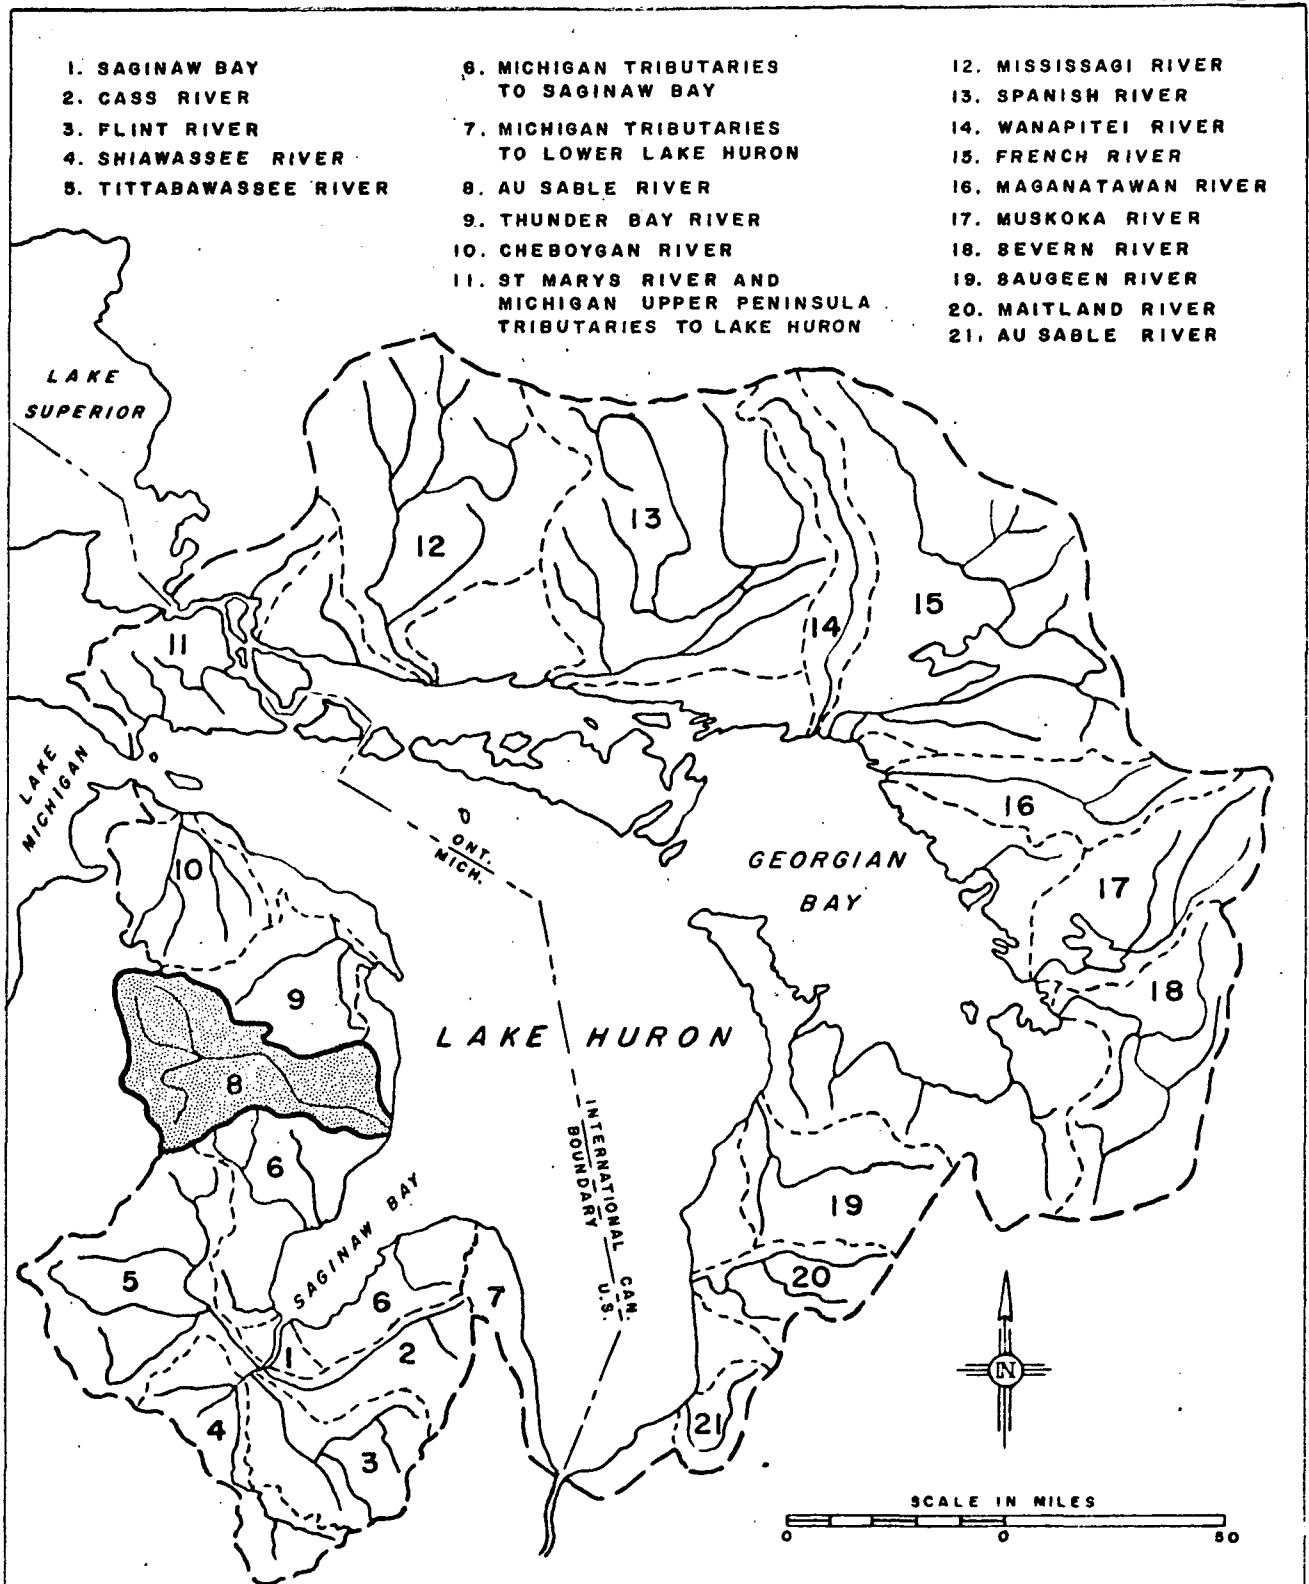 1. SAGINAW BAY
2. CASS RIVER
3. FLINT RIVER
4. SHIAWASSEE RIVER
5. TITTABAWASSEE RIVER
6. MICHIGAN TRIBUTARIES
TO SAGINAW BAY
7. MICHIGAN TRIBUTARIES
TO LOWER LAKE HURON
8. AU SABLE RIVER
9. THUNDER BAY RIVER
10. CHEBOYGAN RIVER
11. ST MARYS RIVER AND
MICHIGAN UPPER PENINSULA
TRIBUTARIES TO LAKE HURON
12. MISSISSAGI RIVER
13. SPANISH RIVER
14. WANAPITEI RIVER
15. FRENCH RIVER
16. MAGANATAWAN RIVER
17. MUSKOKA RIVER
18. SEVERN RIVER
19. SAUGEEN RIVER
20. MAITLAND RIVER
21. AU SABLE RIVER
LAKE
SUPERIOR
13
12
15
14
11
LAKE
MICHIGAN
16
ONT.
MICH.
GEORGIAN
BAY
10
17
9
18
LAKE HURON
8
INTERNATIONAL
BOUNDARY
CAN.
U.S.
6
SAGINAW BAY
19
5
20
6
7
1
2
4
21
3
N
SCALE IN MILES
0 0 50